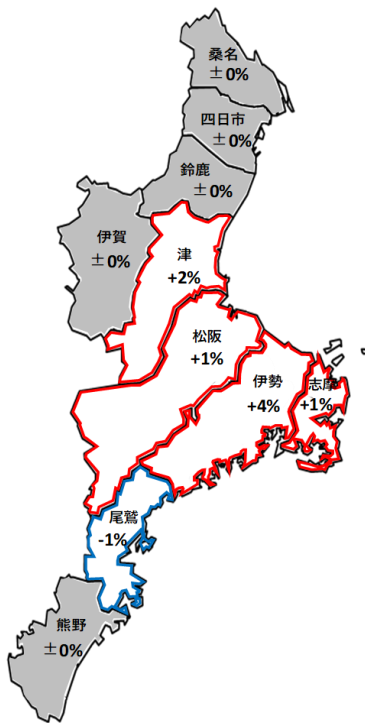 桑名
±0%
四日市
±0%
鈴鹿
±0%
伊賀
±0%
津
+2%
松阪
+1%
伊勢
+4%
志摩
+1%
尾鷲
-1%
熊野
±0%